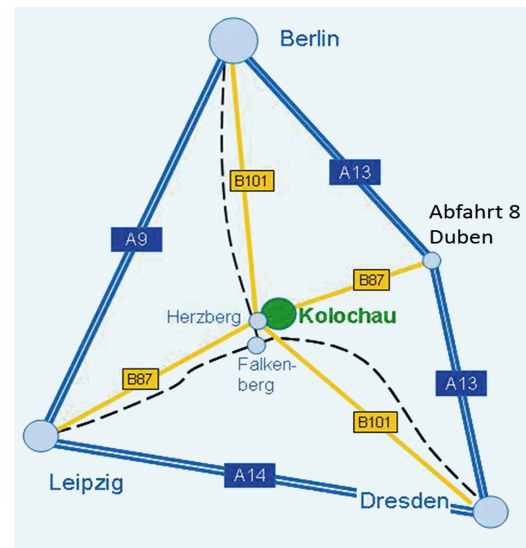 Berlin
B101
A13
Abfahrt 8
Duben
A9
B87
Herzberg
Kolochau
Falken-
berg
B87
A13
B101
A14
Leipzig
Dresden